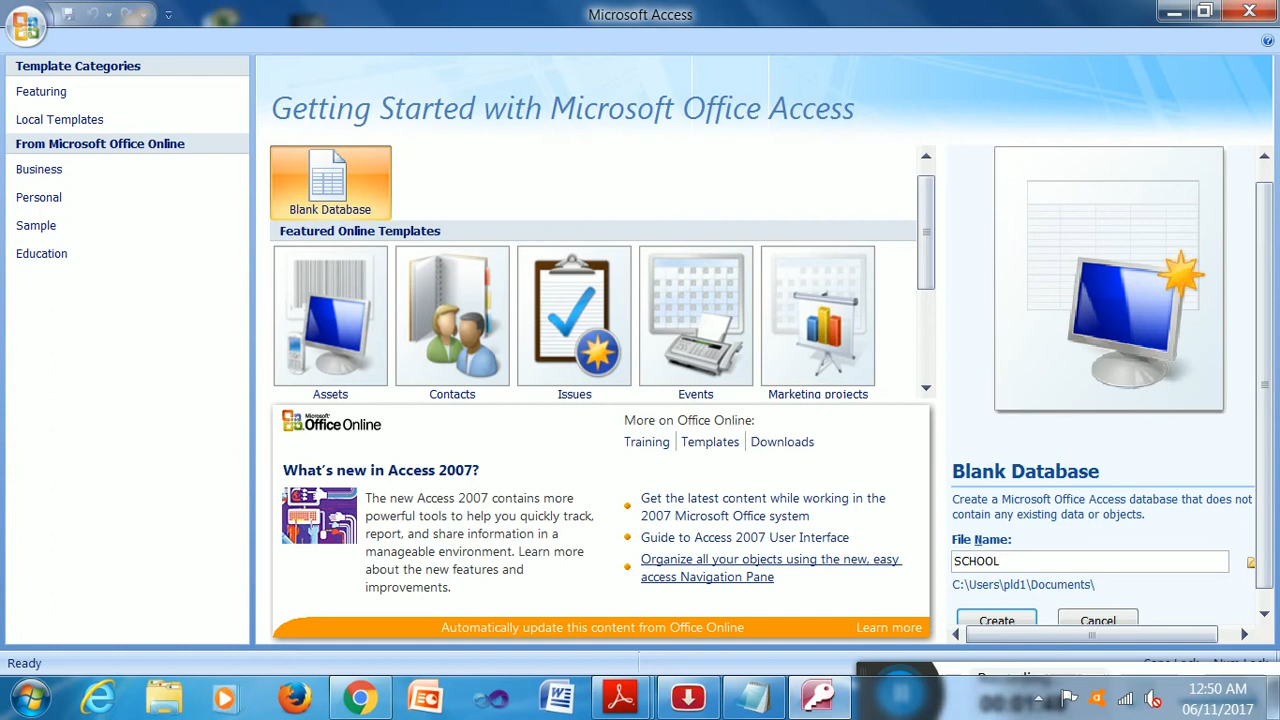 Microsoft Access
Template Categories
Featuring
Local Templates
From Microsoft Office Online
Business
Personal
Sample
Education
Getting Started with Microsoft Office Access
Blank Database
Featured Online Templates
Assets
Contacts
Issues
Events
Marketing projects
Microsoft
Office Online
More on Office Online:
Training
Templates
Downloads
What's new in Access 2007?
The new Access 2007 contains more
powerful tools to help you quickly track,
report, and share information in a
manageable environment. Learn more
about the new features and
improvements.
Get the latest content while working in the
2007 Microsoft Office system
Guide to Access 2007 User Interface
Organize all your objects using the new, easy
access Navigation Pane
Automatically update this content from Office Online
Learn more
Blank Database
Create a Microsoft Office Access database that does not
contain any existing data or objects.
File Name:
SCHOOL
C:\Users\pld1\Documents\
Create
Cancel
Ready
12:50 AM
06/11/2017